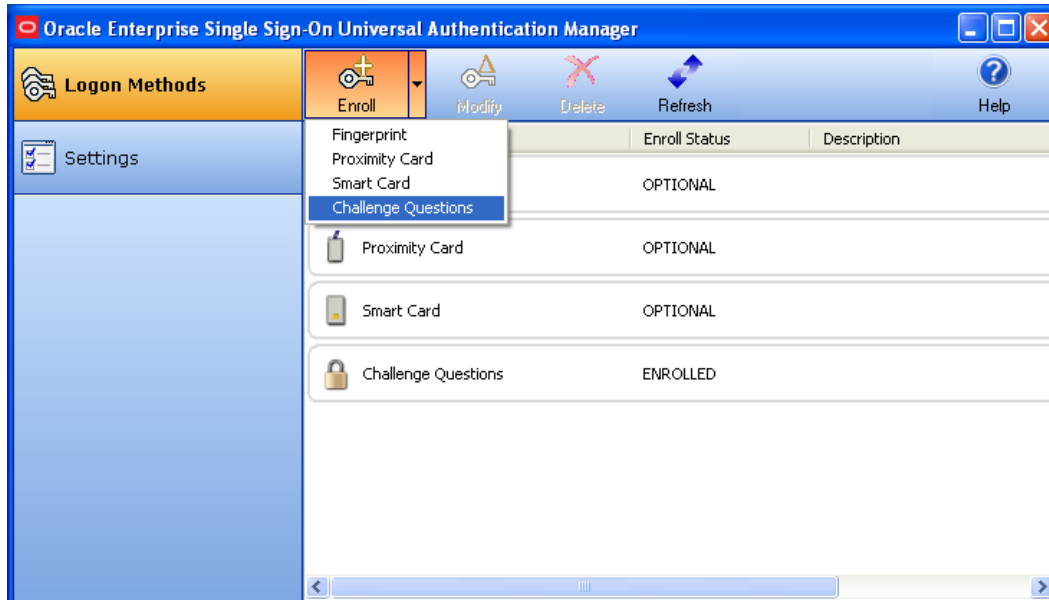 Oracle Enterprise Single Sign-On Universal Authentication Manager
Logon Methods
Settings
Enroll
Modify
Delete
Refresh
Help
Fingerprint
Proximity Card
Smart Card
Challenge Questions
Enroll Status
Description
OPTIONAL
Proximity Card
OPTIONAL
Smart Card
OPTIONAL
Challenge Questions
ENROLLED